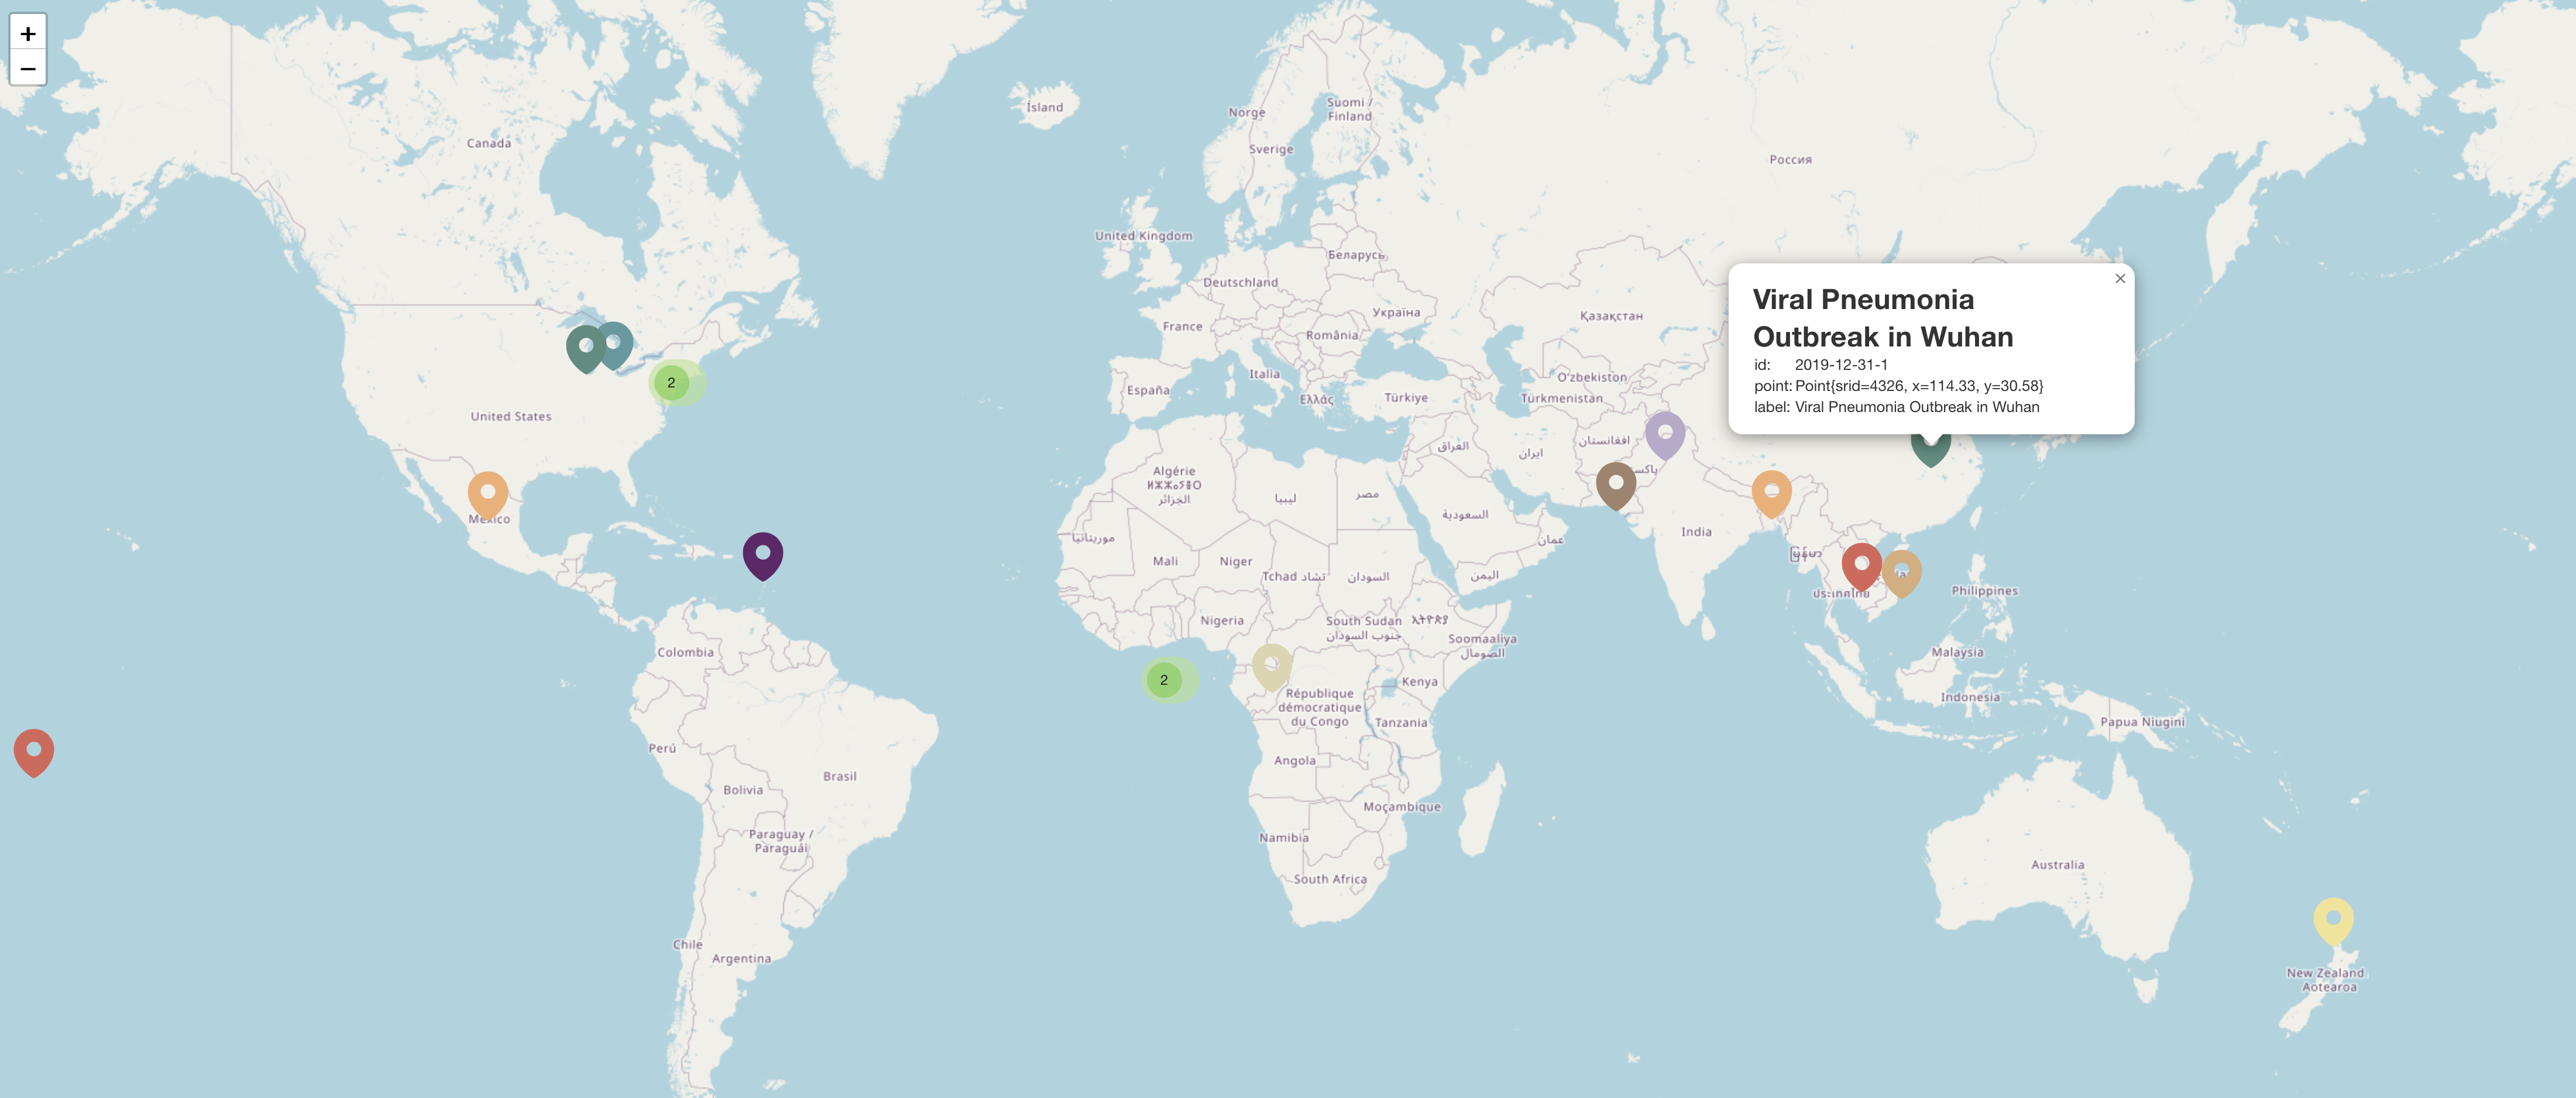 +
−
Ísland
Norge
Suomi /
Finland
Sverige
Canada
Россия
United Kingdom
Беларусь
Deutschland
Україна
Қазақстан
France
România
Italia
España
Ελλάς
Türkiye
O'zbekiston
Türkmenistan
United States
2
×
Viral Pneumonia
Outbreak in Wuhan
id: 2019-12-31-1
point: Point{srid=4326, x=114.33, y=30.58}
label: Viral Pneumonia Outbreak in Wuhan
العراق
ایران
افغانستان
Algérie
ⵍⵣⵣⴰⵢⴻⵔ
الجزائر
ليبيا
مصر
السعودية
México
موريتانيا
عمان
India
Mali
Niger
Tchad تشاد
السودان
اليمن
ประเทศไทย
Philippines
Nigeria
South Sudan
جنوب السودان
ኢትዮጵያ
Soomaaliya
الصومال
Colombia
Malaysia
2
Kenya
République
démocratique
du Congo
Indonesia
Tanzania
Papua Niugini
Perú
Angola
Brasil
Bolivia
Moçambique
Paraguay /
Paraguái
Namibia
Australia
South Africa
Chile
Argentina
New Zealand
Aotearoa